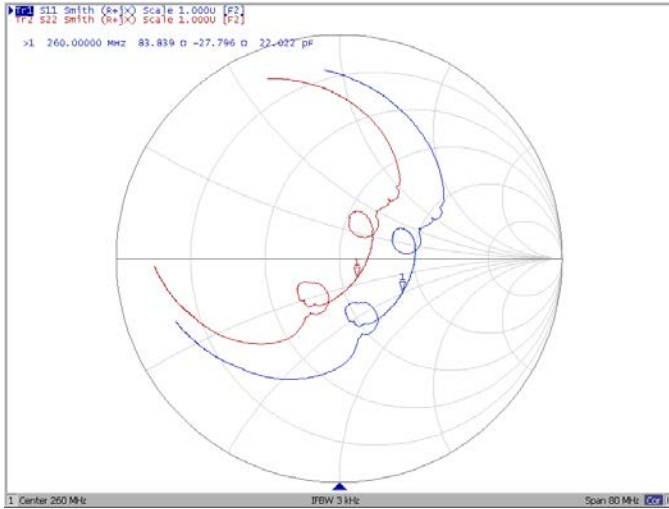 Tr1 S11 Smith (R+jX) Scale 1.000U [F2]
Tr2 S22 Smith (R+jX) Scale 1.000U [F2]
>1 260.00000 MHz 83.839 Ω -27.796 Ω 22.022 pF
1
1
1 Center 260 MHz IFBW 3 kHz Span 80 MHz Cor